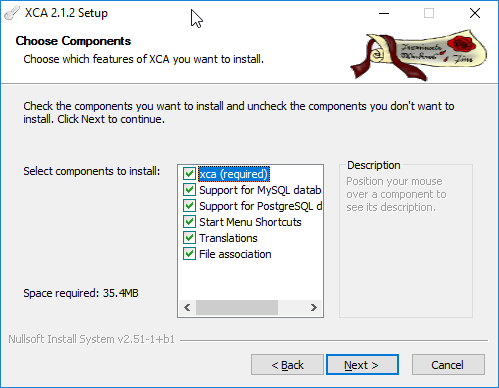 XCA 2.1.2 Setup
Choose Components
Choose which features of XCA you want to install.
Check the components you want to install and uncheck the components you don't want to
install. Click Next to continue.
Select components to install:
xca (required)
Support for MySQL datab
Support for PostgreSQL d
Start Menu Shortcuts
Translations
File association
Description
Position your mouse
over a component to
see its description.
Space required: 35.4MB
Nullsoft Install System v2.51-1+b1
< Back
Next >
Cancel